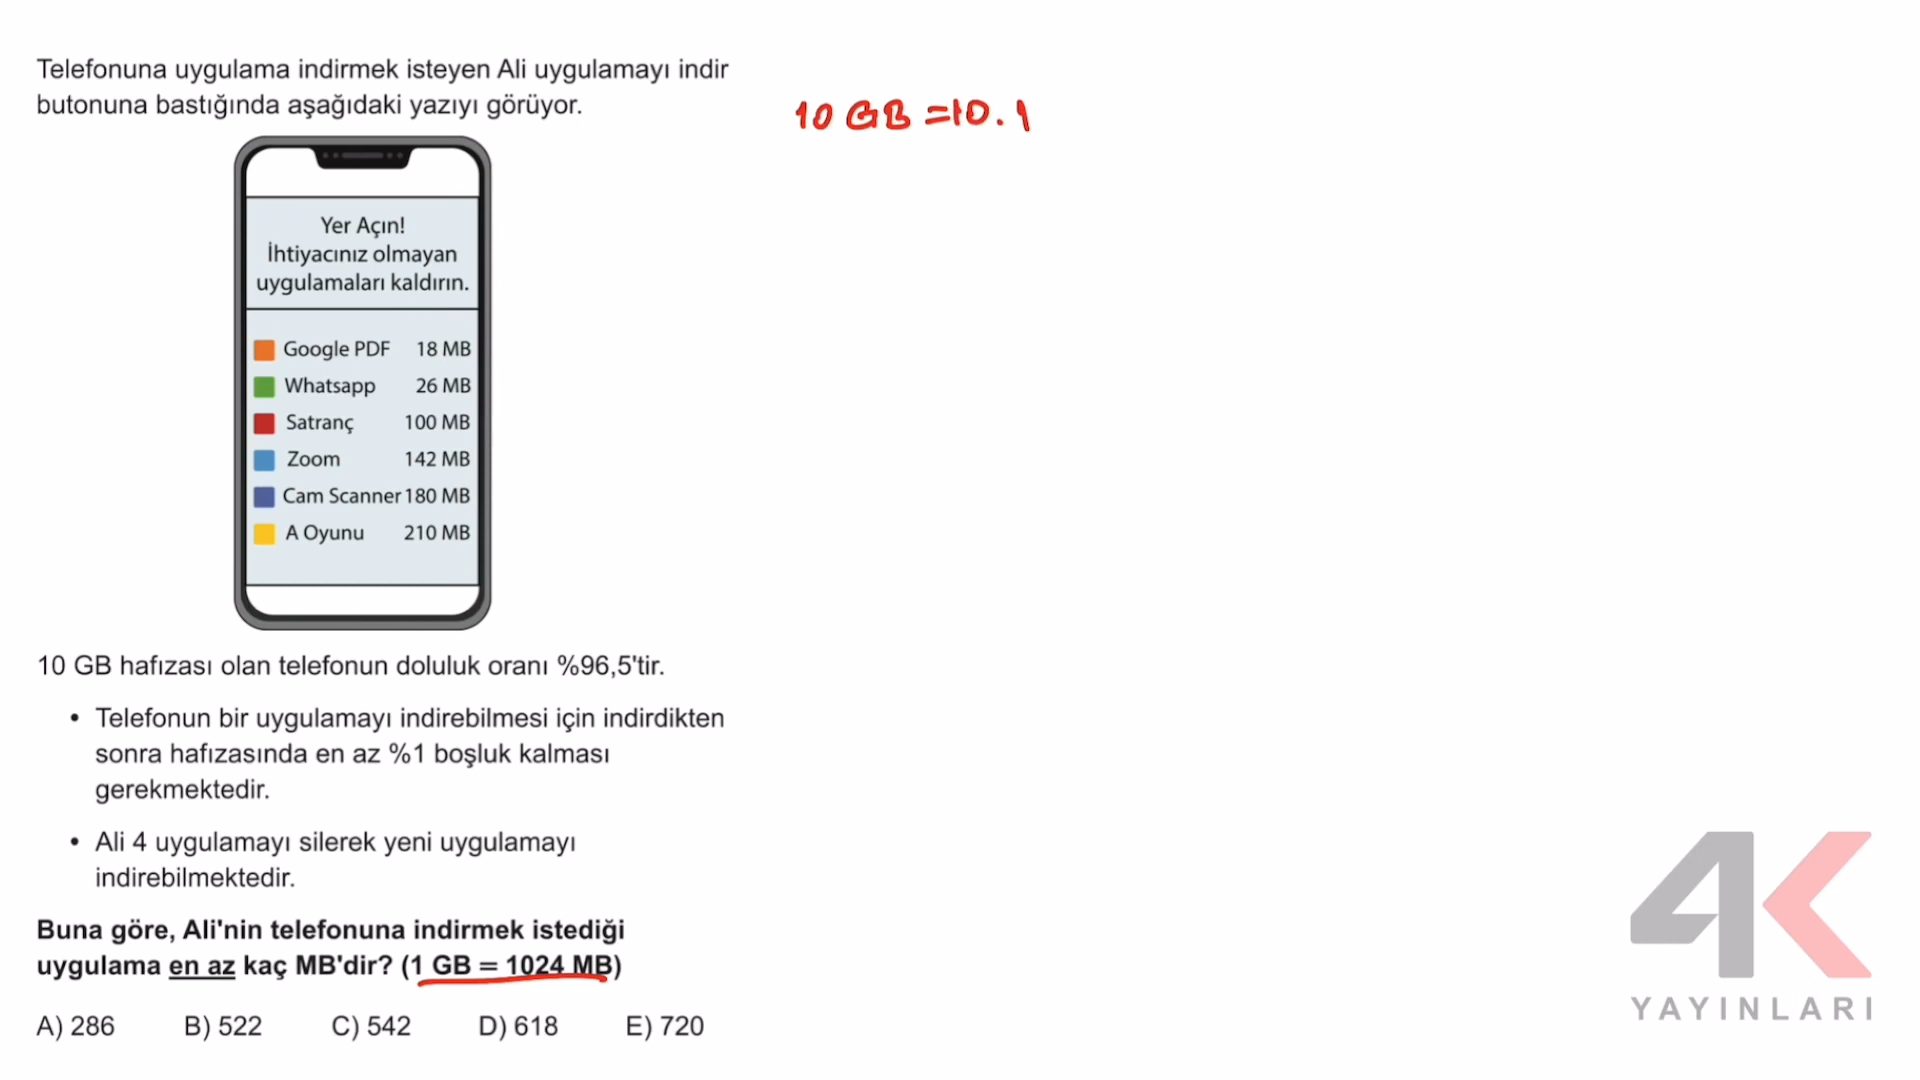 Telefonuna uygulama indirmek isteyen Ali uygulamayı indir
butonuna bastığında aşağıdaki yazıyı görüyor.
10 GB =10.1
Yer Açın!
İhtiyacınız olmayan
uygulamaları kaldırın.
Google PDF 18 MB
Whatsapp 26 MB
Satranç 100 MB
Zoom 142 MB
Cam Scanner 180 MB
A Oyunu 210 MB
10 GB hafızası olan telefonun doluluk oranı %96,5'tir.
• Telefonun bir uygulamayı indirebilmesi için indirdikten
sonra hafızasında en az %1 boşluk kalması
gerekmektedir.
• Ali 4 uygulamayı silerek yeni uygulamayı
indirebilmektedir.
Buna göre, Ali'nin telefonuna indirmek istediği
uygulama en az kaç MB'dir? (1 GB = 1024 MB)
A) 286 B) 522 C) 542 D) 618 E) 720
4K
YAYINLARI